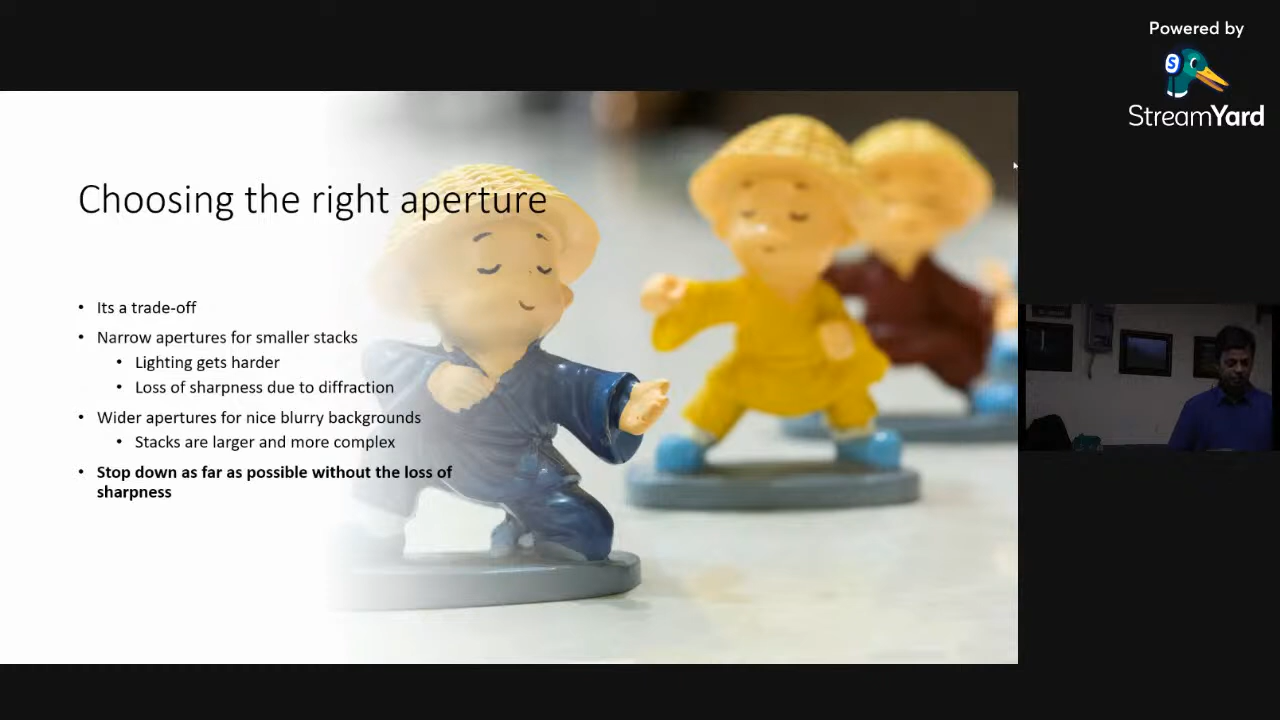 Powered by
S
StreamYard
Choosing the right aperture
• Its a trade-off
• Narrow apertures for smaller stacks
• Lighting gets harder
• Loss of sharpness due to diffraction
• Wider apertures for nice blurry backgrounds
• Stacks are larger and more complex
• Stop down as far as possible without the loss of
sharpness